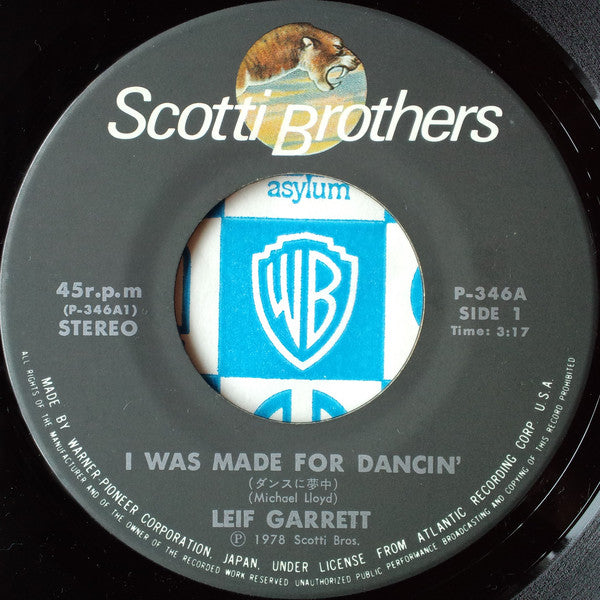 Scotti Brothers
asylum
WB
45r.p.m
(P-346A1)
STEREO
P-346A
SIDE 1
Time: 3:17
I WAS MADE FOR DANCIN'
(ダンスに夢中)
(Michael Lloyd)
LEIF GARRETT
Ⓟ 1978 Scotti Bros.
MADE BY WARNER PIONEER CORPORATION, JAPAN, UNDER LICENSE FROM ATLANTIC RECORDING CORP. U.S.A.
ALL RIGHTS OF THE MANUFACTURER AND OF THE OWNER OF THE RECORDED WORK RESERVED UNAUTHORIZED PUBLIC PERFORMANCE BROADCASTING AND COPYING OF THIS RECORD PROHIBITED